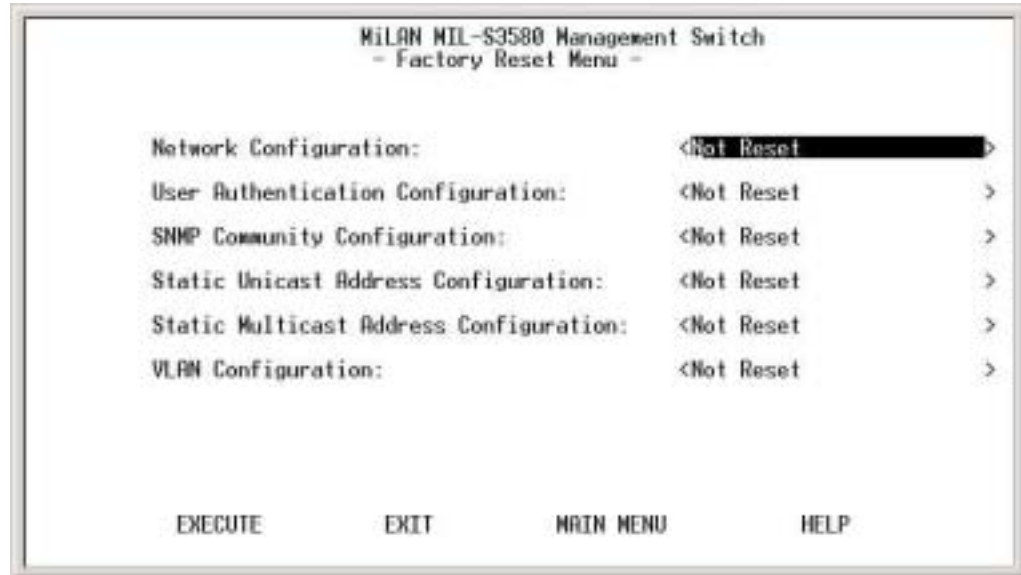 MiLAN MIL-S3580 Management Switch
- Factory Reset Menu -
Network Configuration: <Not Reset >
User Authentication Configuration: <Not Reset >
SNMP Community Configuration: <Not Reset >
Static Unicast Address Configuration: <Not Reset >
Static Multicast Address Configuration: <Not Reset >
VLAN Configuration: <Not Reset >
EXECUTE EXIT MAIN MENU HELP